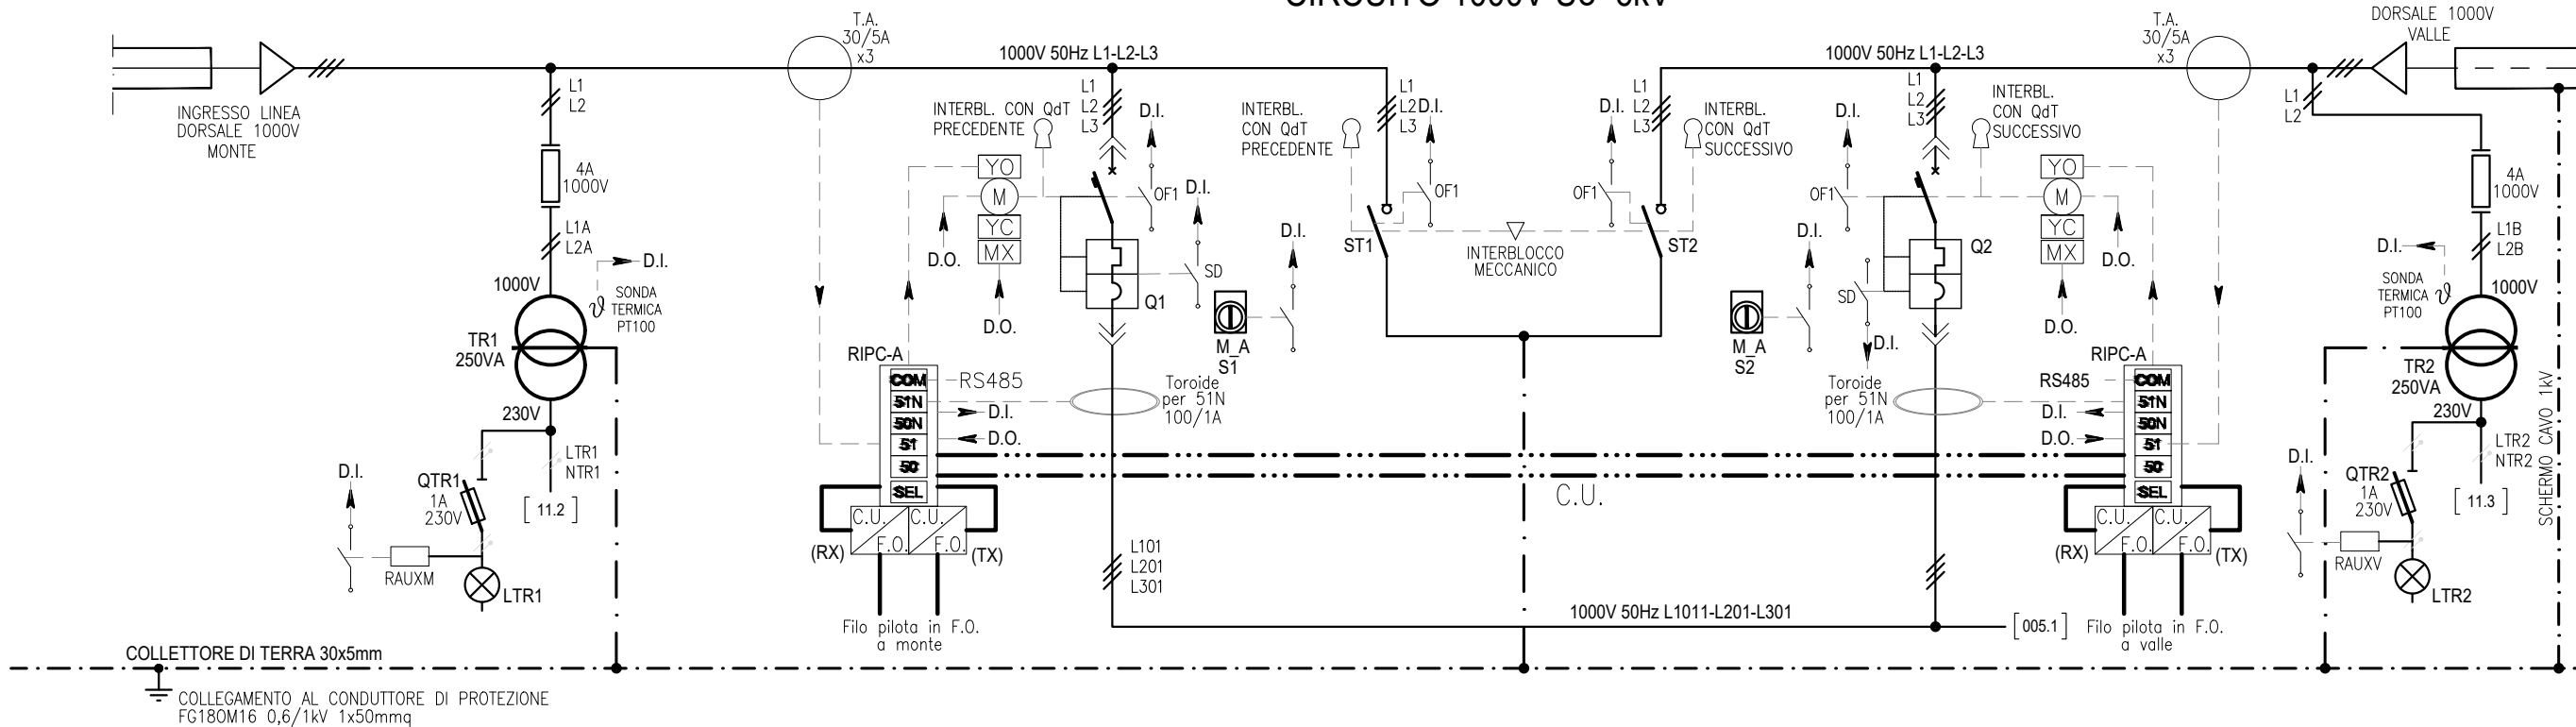 T.A.
30/5A
x3
1000V 50Hz L1-L2-L3
1000V 50Hz L1-L2-L3
T.A.
30/5A
x3
DORSALE 1000V
VALLE
INGRESSO LINEA
DORSALE 1000V
MONTE
L1
L2
4A
1000V
L1A
L2A
D.I.
SONDA
TERMICA
PT100
1000V
TR1
250VA
230V
LTR1
NTR1
[ 11.2 ]
D.I.
QTR1
1A
230V
RAUXM
LTR1
INTERBL. CON QdT
PRECEDENTE
L1
L2
L3
D.I.
YO
M
YC
MX
D.O.
D.O.
OF1
D.I.
SD
Q1
D.I.
M_A
S1
INTERBL.
CON QdT
PRECEDENTE
L1
L2
L3
D.I.
OF1
ST1
INTERBLOCCO
MECCANICO
D.I.
L1
L2
L3
INTERBL.
CON QdT
SUCCESSIVO
OF1
ST2
D.I.
M_A
S2
D.I.
L1
L2
L3
INTERBL.
CON QdT
SUCCESSIVO
OF1
YO
M
YC
MX
D.O.
D.O.
SD
D.I.
Q2
RIPC-A
COM
51N
50N
51
50
SEL
RS485
D.I.
D.O.
Toroide
per 51N
100/1A
C.U.
F.O.
C.U.
F.O.
(RX)
(TX)
Filo pilota in F.O.
a monte
L101
L201
L301
C.U.
1000V 50Hz L1011-L201-L301
[ 005.1 ]
Toroide
per 51N
100/1A
RIPC-A
RS485
D.I.
D.O.
COM
51N
50N
51
50
SEL
C.U.
F.O.
C.U.
F.O.
(RX)
(TX)
Filo pilota in F.O.
a valle
L1
L2
4A
1000V
L1B
L2B
D.I.
SONDA
TERMICA
PT100
1000V
TR2
250VA
230V
LTR2
NTR2
[ 11.3 ]
D.I.
QTR2
1A
230V
RAUXV
LTR2
SCHERMO CAVO 1kV
COLLETTORE DI TERRA 30x5mm
COLLEGAMENTO AL CONDUTTORE DI PROTEZIONE
FG180M16 0,6/1kV 1x50mmq